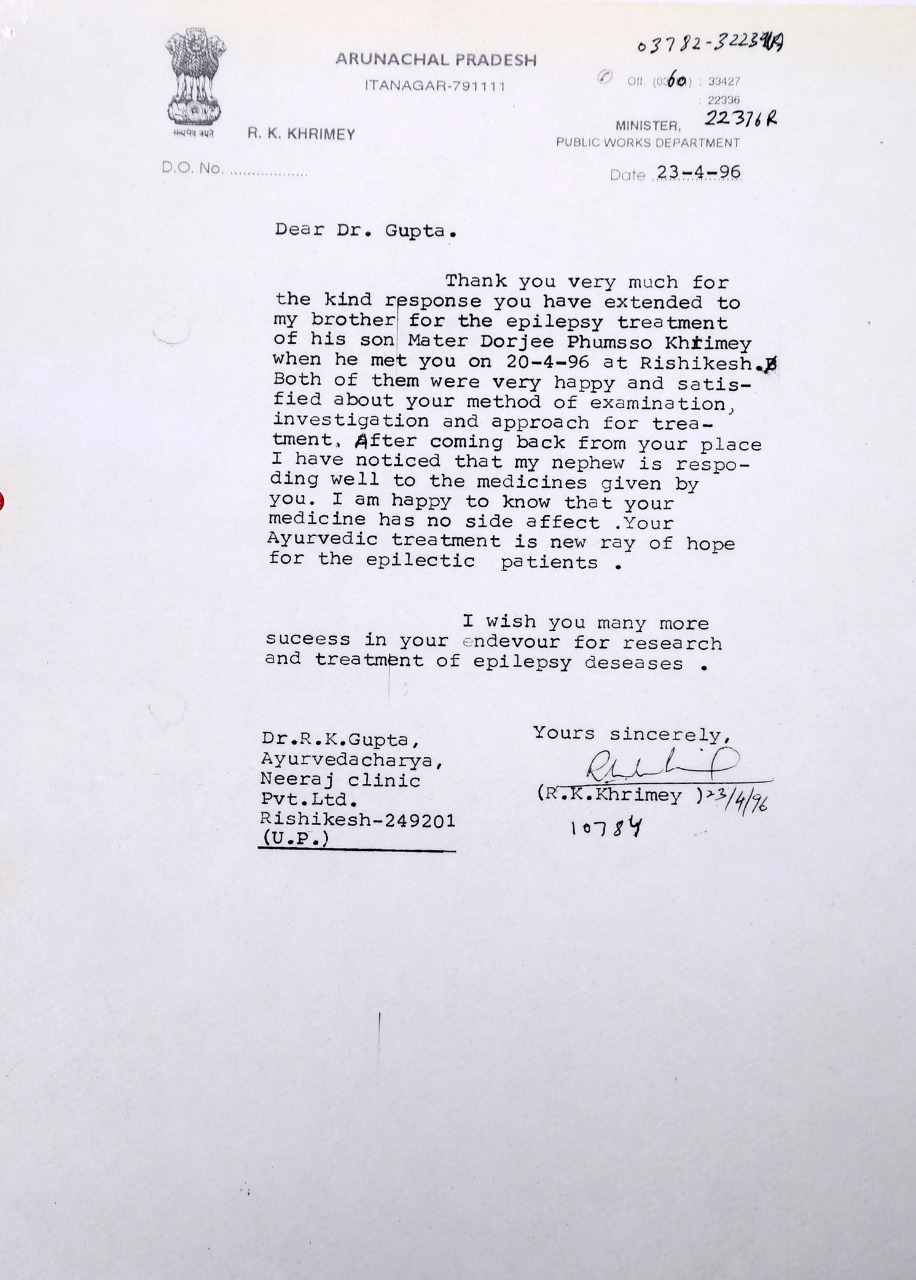 03782-32239
ARUNACHAL PRADESH
ITANAGAR-791111
Off. (0360) : 33427
: 22336
22376R
सत्यमेव जयते
R. K. KHRIMEY
MINISTER,
PUBLIC WORKS DEPARTMENT
D.O. No. ...................
Date 23-4-96
Dear Dr. Gupta.
Thank you very much for
the kind response you have extended to
my brother for the epilepsy treatment
of his son Mater Dorjee Phumsso Khrimey
when he met you on 20-4-96 at Rishikesh.
Both of them were very happy and satis-
fied about your method of examination,
investigation and approach for trea-
tment. After coming back from your place
I have noticed that my nephew is respo-
ding well to the medicines given by
you. I am happy to know that your
medicine has no side affect .Your
Ayurvedic treatment is new ray of hope
for the epilectic patients .
I wish you many more
suceess in your endevour for research
and treatment of epilepsy deseases .
Yours sincerely,
(R.K.Khrimey ) 23/4/96
10784
Dr.R.K.Gupta,
Ayurvedacharya,
Neeraj clinic
Pvt.Ltd.
Rishikesh-249201
(U.P.)